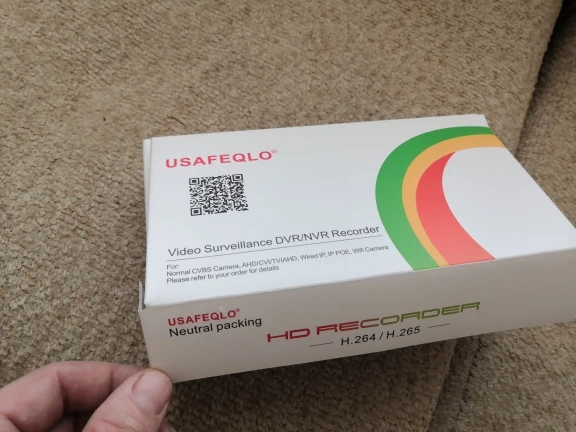 USAFEQLO®
Video Surveillance DVR/NVR Recorder
For:
Normal CVBS Camera, AHD/CVI/TVI/AHD, Wired IP, IP POE, Wifi Camera
Please refer to your order for details
USAFEQLO®
Neutral packing
HD RECORDER
H.264 / H.265